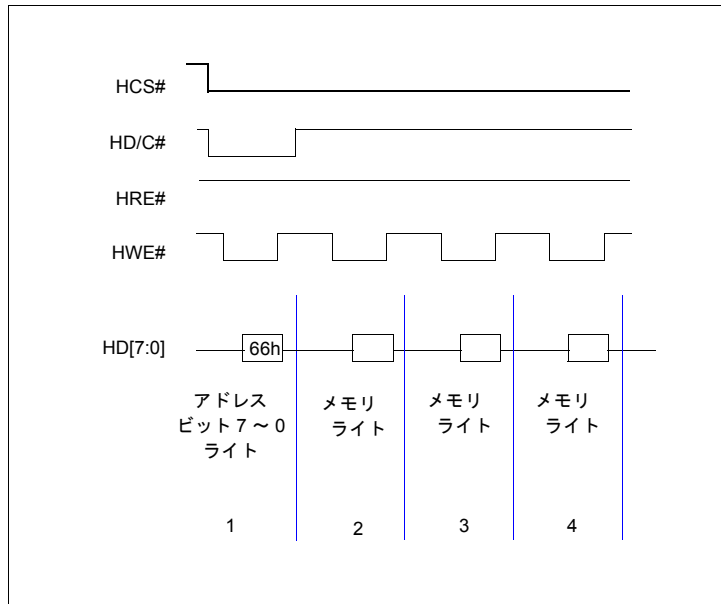 HCS#
HD/C#
HRE#
HWE#
HD[7:0]
66h
アドレス
ビット 7 ～ 0
ライト
メモリ
ライト
メモリ
ライト
メモリ
ライト
1
2
3
4